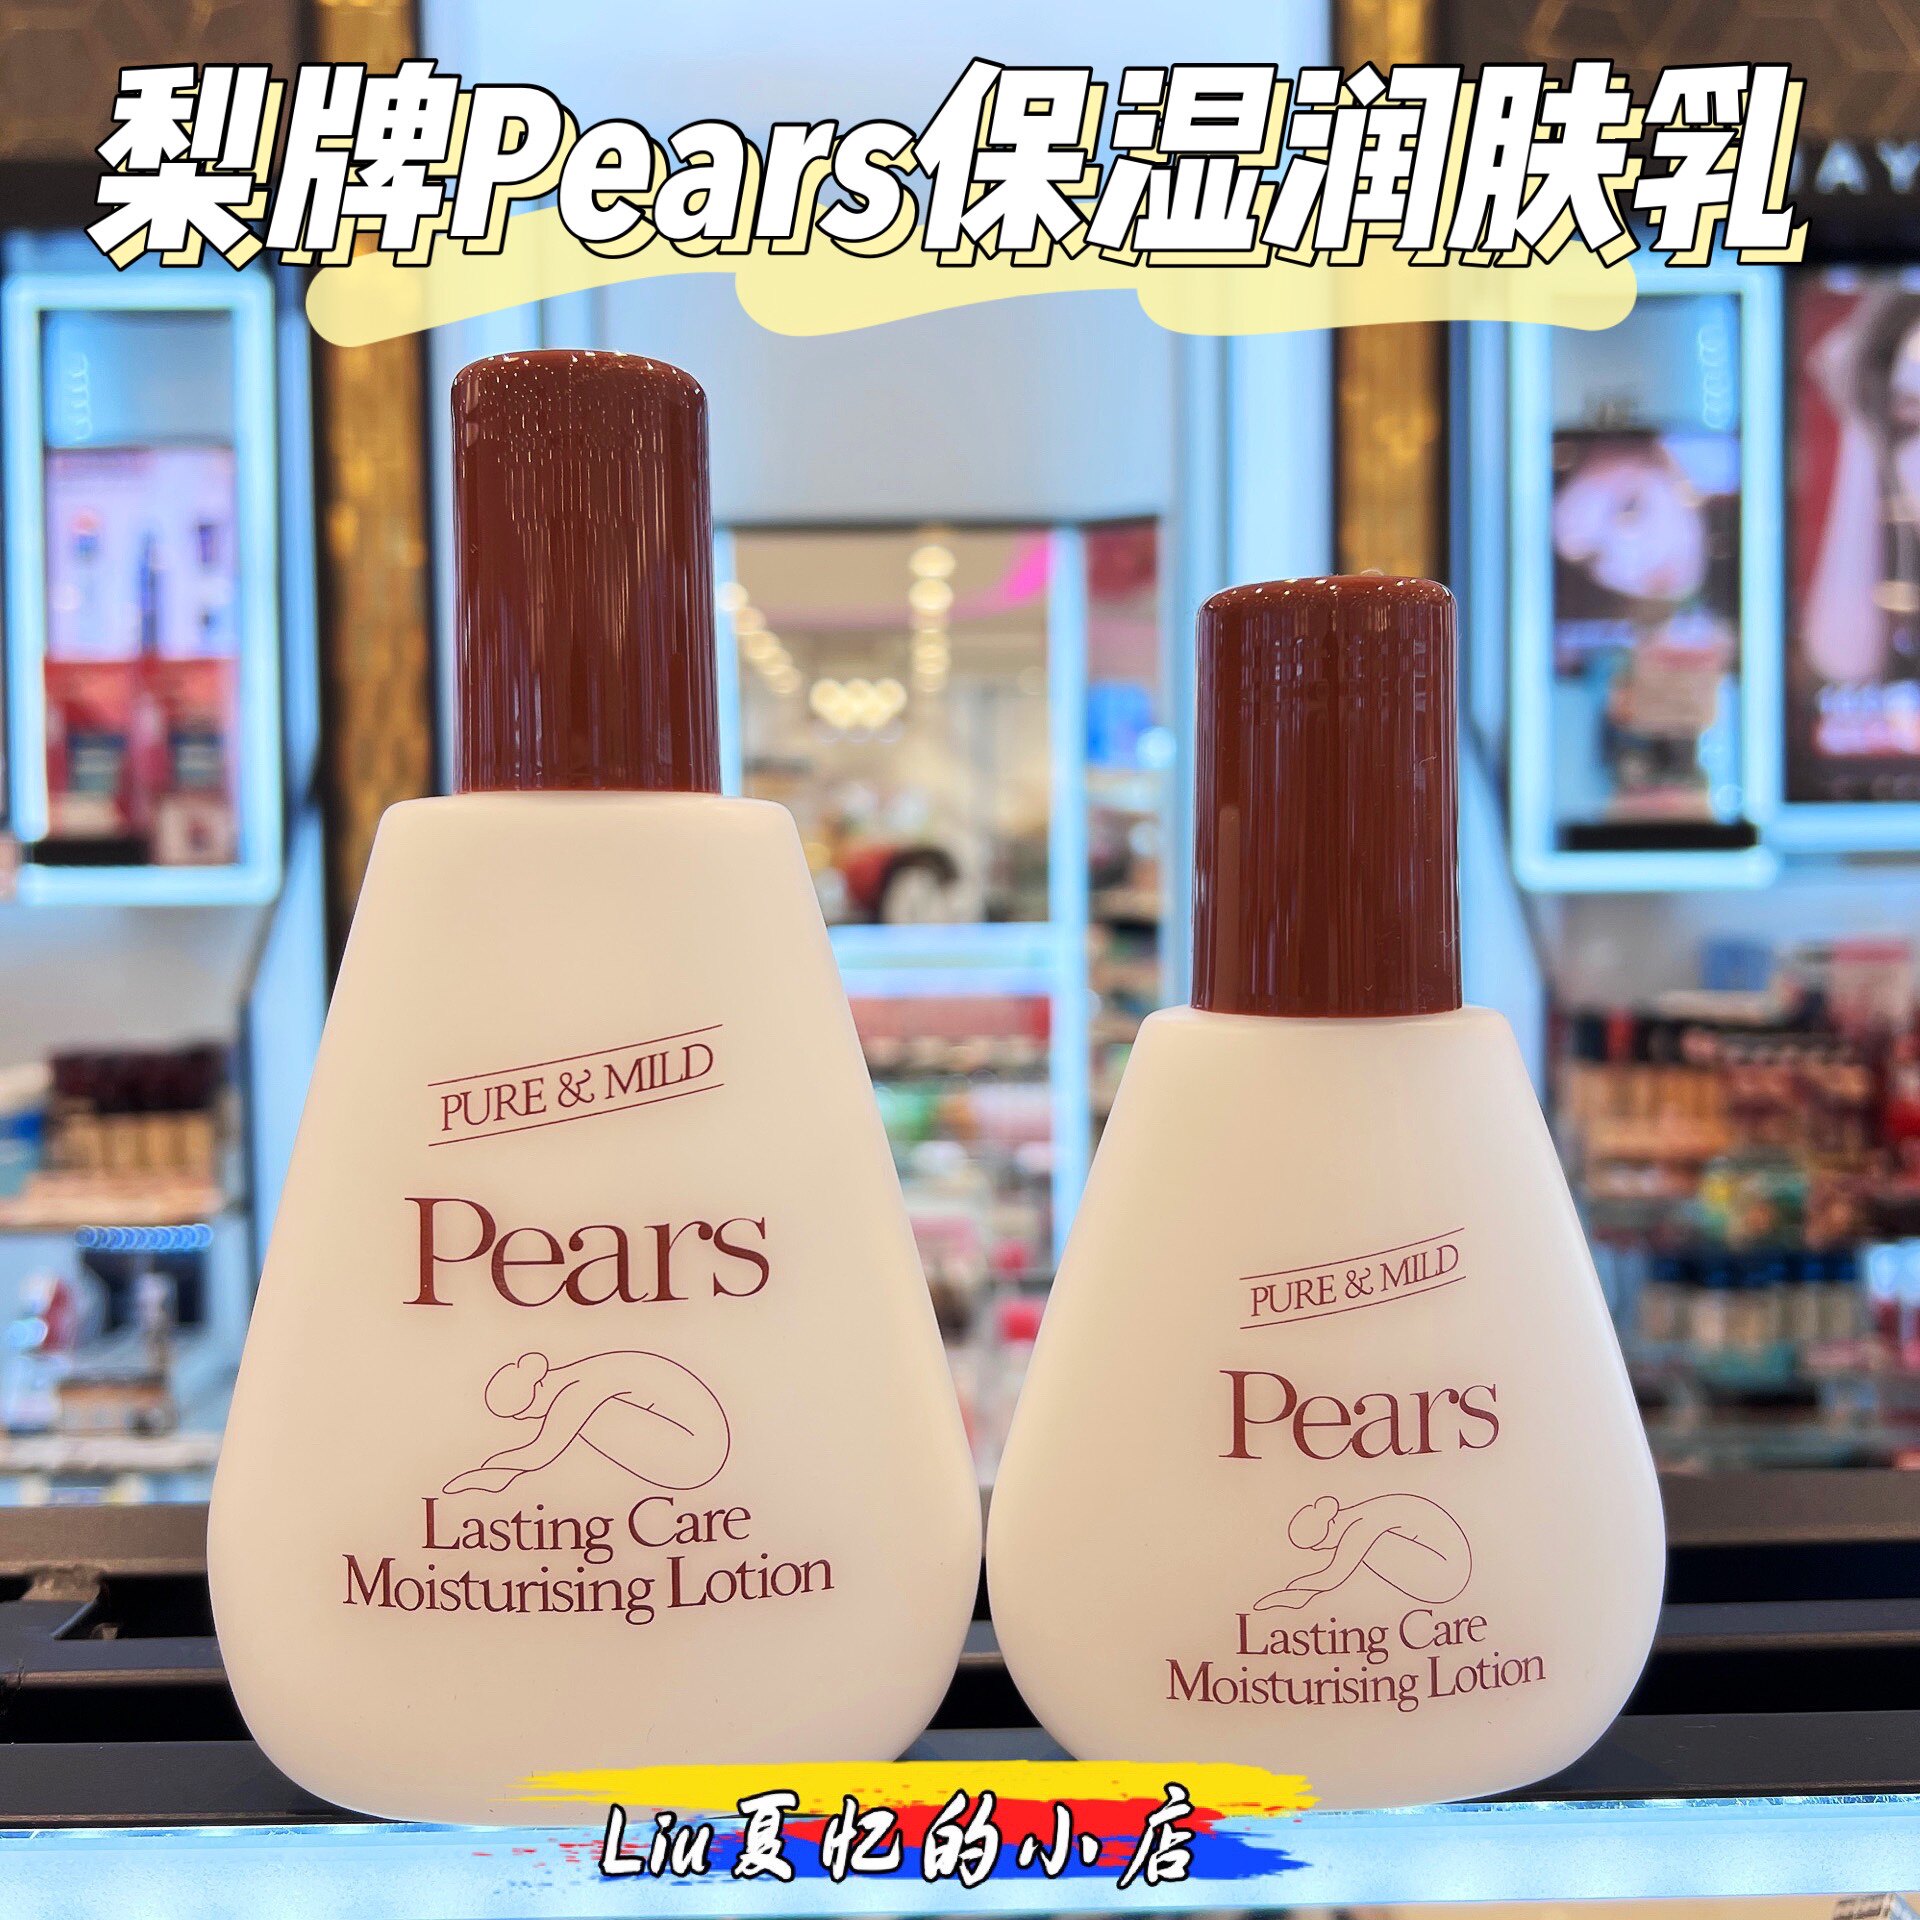 梨牌Pears保湿润肤乳
AY
PURE & MILD
Pears
Lasting Care
Moisturising Lotion
PURE & MILD
Pears
Lasting Care
Moisturising Lotion
Liu夏忆的小店